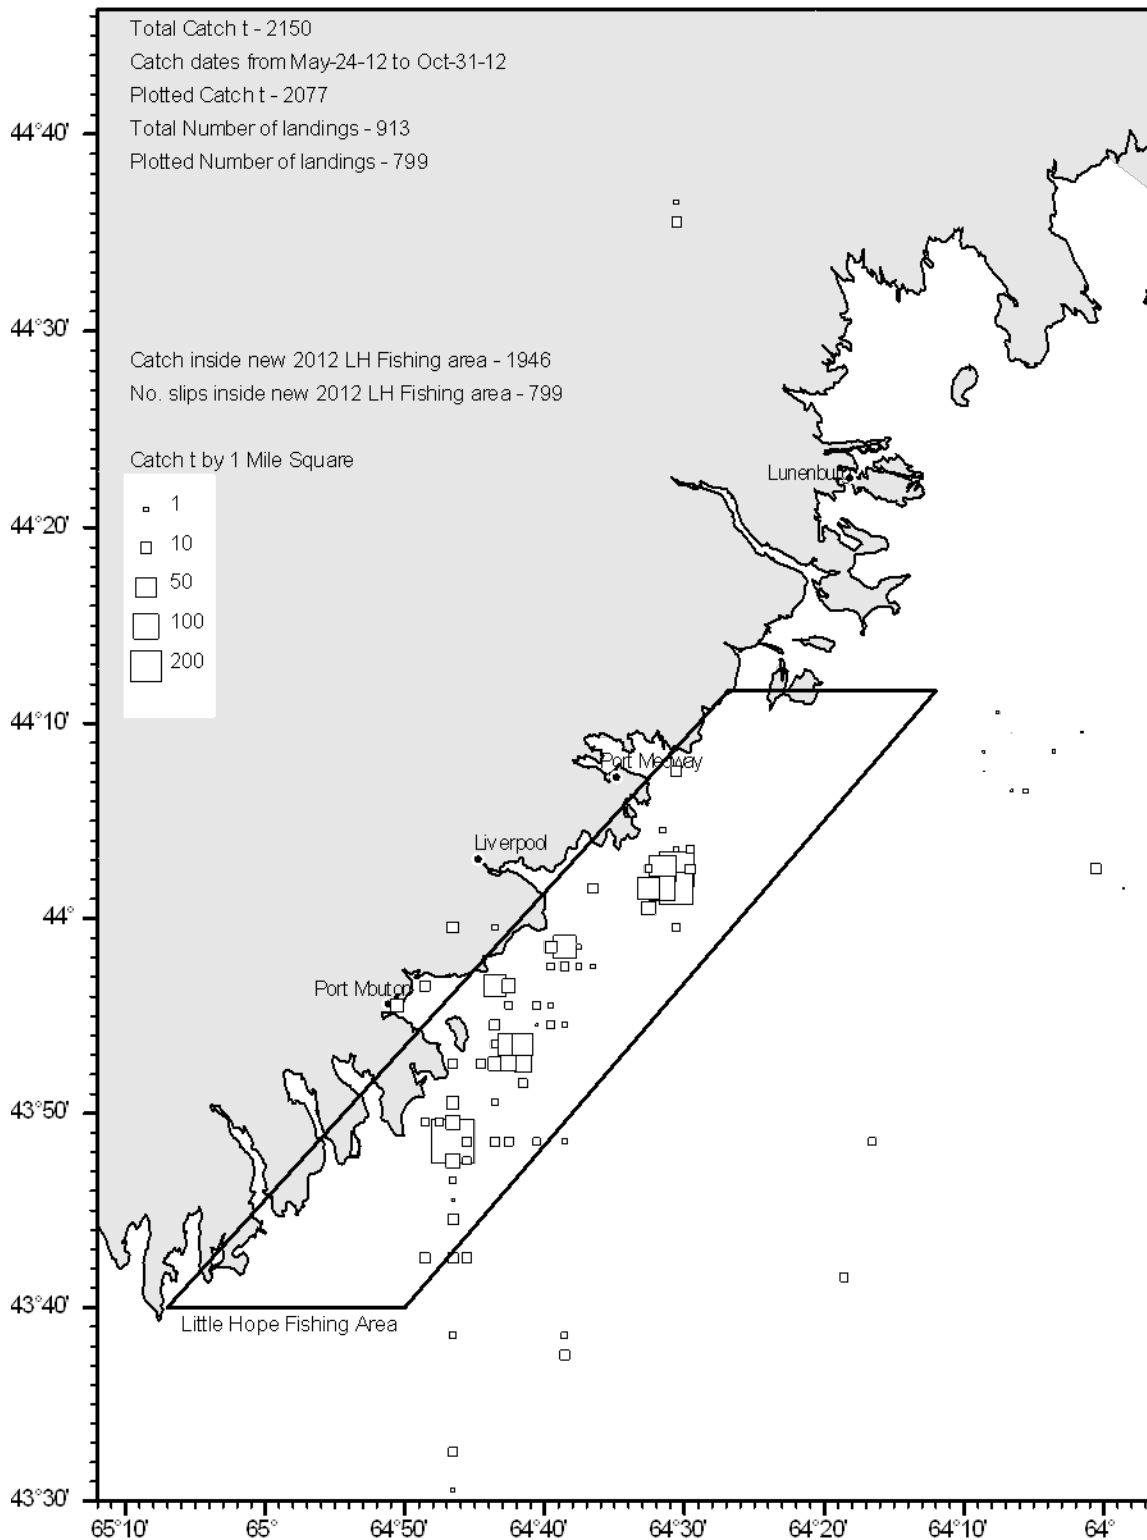 Total Catch t - 2150
Catch dates from May-24-12 to Oct-31-12
Plotted Catch t - 2077
Total Number of landings - 913
Plotted Number of landings - 799
44°40'
44°30'
Catch inside new 2012 LH Fishing area - 1946
No. slips inside new 2012 LH Fishing area - 799
Catch t by 1 Mile Square
1
10
50
100
200
Lunenburg
44°20'
44°10'
Port Medway
Liverpool
44°
Port Mouton
43°50'
43°40'
Little Hope Fishing Area
43°30'
65°10' 65° 64°50' 64°40' 64°30' 64°20' 64°10' 64°